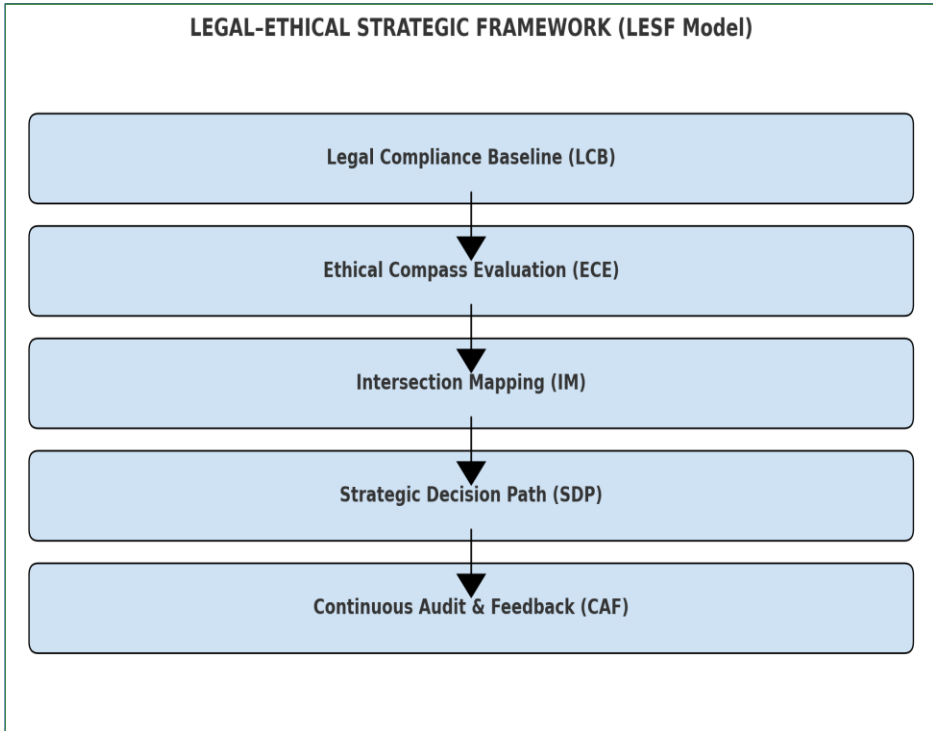 LEGAL–ETHICAL STRATEGIC FRAMEWORK (LESF Model)
Legal Compliance Baseline (LCB)
Ethical Compass Evaluation (ECE)
Intersection Mapping (IM)
Strategic Decision Path (SDP)
Continuous Audit & Feedback (CAF)